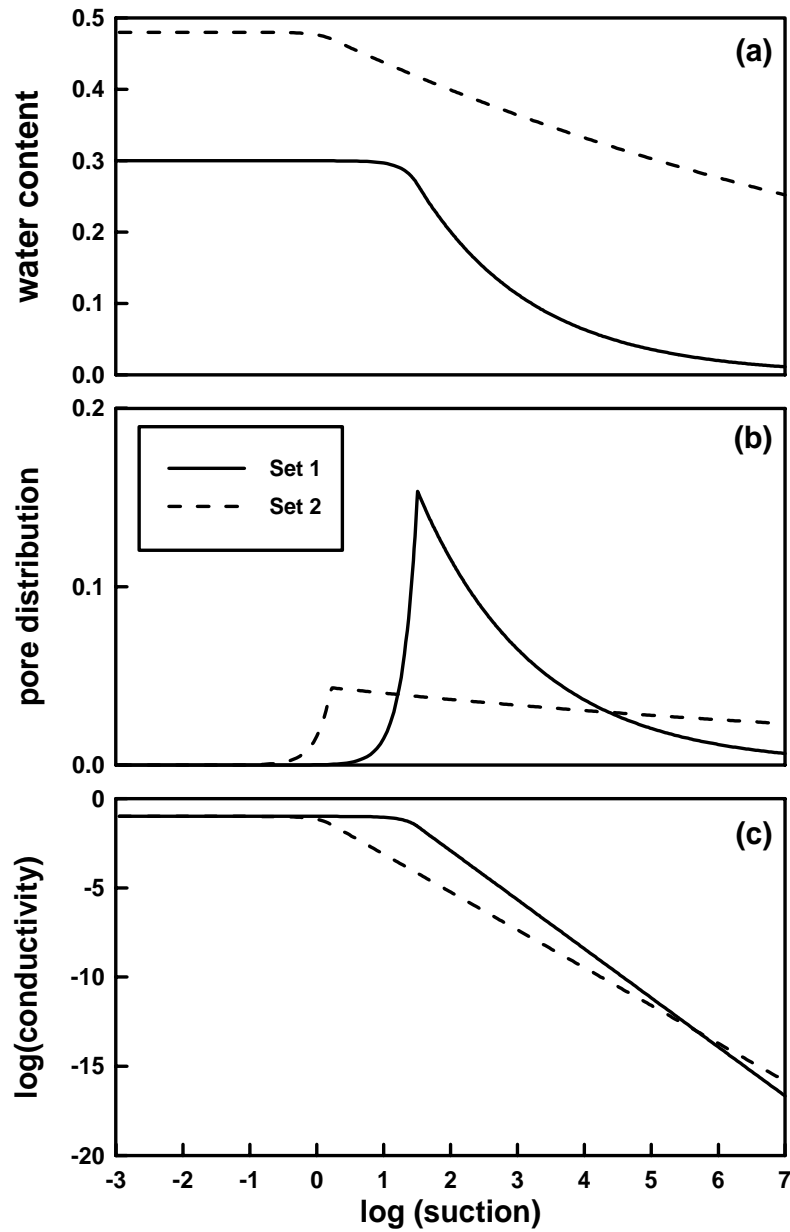 0.5
(a)
0.4
0.3
0.2
0.1
0.0
water content
0.2
(b)
Set 1
Set 2
0.1
0.0
pore distribution
0
(c)
-5
-10
-15
-20
log(conductivity)
-3 -2 -1 0 1 2 3 4 5 6 7
log (suction)